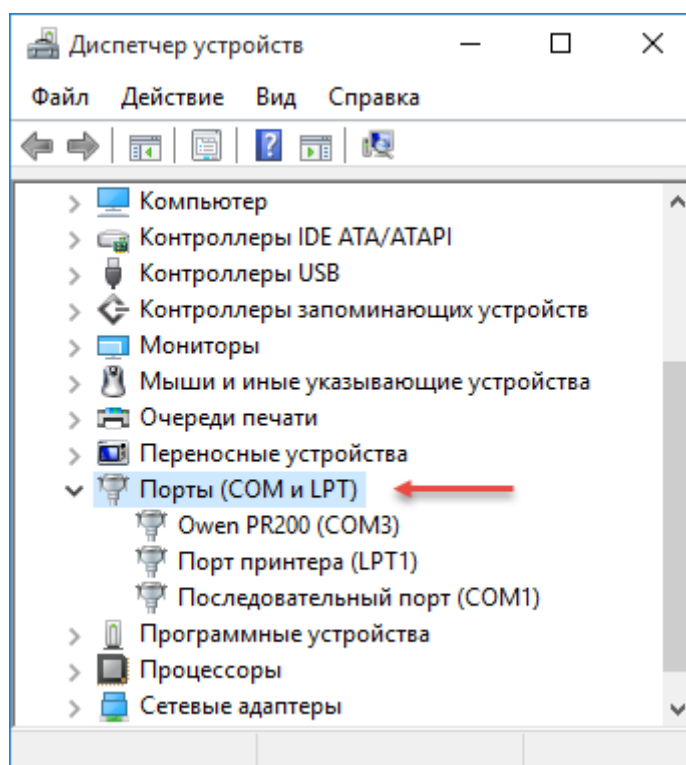 Диспетчер устройств
Файл Действие Вид Справка
Компьютер
Контроллеры IDE ATA/ATAPI
Контроллеры USB
Контроллеры запоминающих устройств
Мониторы
Мыши и иные указывающие устройства
Очереди печати
Переносные устройства
Порты (COM и LPT)
Owen PR200 (COM3)
Порт принтера (LPT1)
Последовательный порт (COM1)
Программные устройства
Процессоры
Сетевые адаптеры